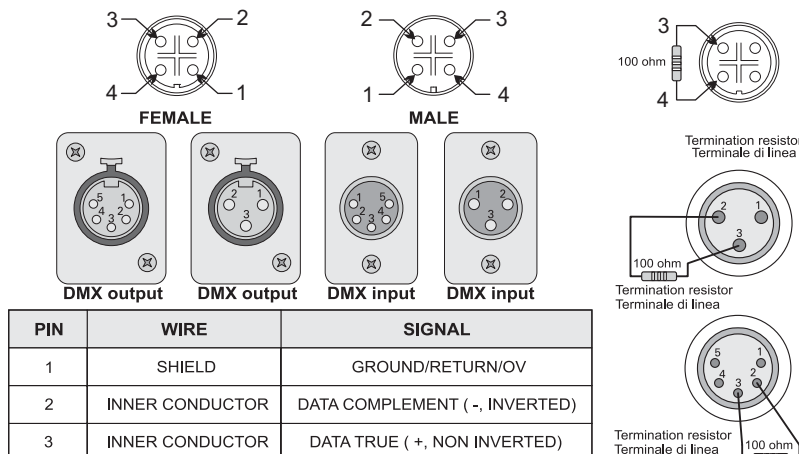 3 2
4 1
FEMALE
2 3
1 4
MALE
3
100 ohm
4
Termination resistor
Terminale di linea
5 1
4 2
3
DMX output
2 1
3
DMX output
1 5
2 4
3
DMX input
1 2
3
DMX input
2 1
3
100 ohm
Termination resistor
Terminale di linea
5 1
4 2
3
Termination resistor
Terminale di linea
100 ohm
PIN WIRE SIGNAL
1 SHIELD GROUND/RETURN/OV
2 INNER CONDUCTOR DATA COMPLEMENT ( -, INVERTED)
3 INNER CONDUCTOR DATA TRUE ( +, NON INVERTED)